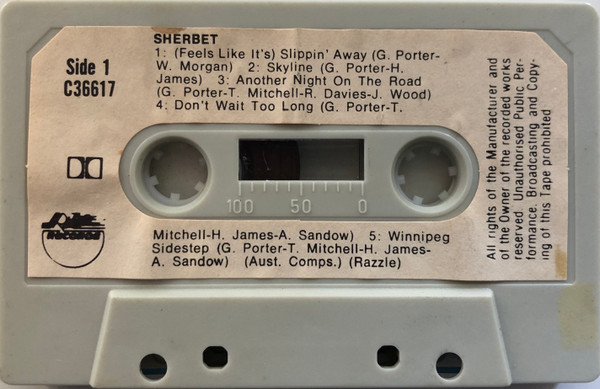 SHERBET
Side 1
C36617
1: (Feels Like It's) Slippin' Away (G. Porter-
W. Morgan) 2: Skyline (G. Porter-H.
James) 3: Another Night On The Road
(G. Porter-T. Mitchell-R. Davies-J. Wood)
4: Don't Wait Too Long (G. Porter-T.
100 50 0
Mitchell-H. James-A. Sandow) 5: Winnipeg
Sidestep (G. Porter-T. Mitchell-H. James-
A. Sandow) (Aust. Comps.) (Razzle)
Records
All rights of the Manufacturer and
of the Owner of the recorded works
reserved. Unauthorised Public Per-
formance. Broadcasting and Copy-
ing of this Tape prohibited